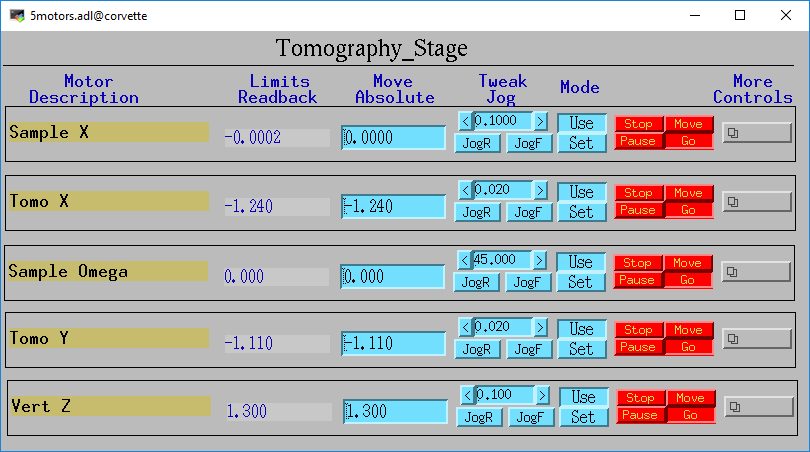 5motors.adl@corvette
Tomography_Stage
Motor Description Limits Readback Move Absolute Tweak Jog Mode More Controls
Sample X -0.0002 0.0000 < 0.1000 > JogR JogF Use Set Stop Move Pause Go
Tomo X -1.240 -1.240 < 0.020 > JogR JogF Use Set Stop Move Pause Go
Sample Omega 0.000 0.000 < 45.000 > JogR JogF Use Set Stop Move Pause Go
Tomo Y -1.110 -1.110 < 0.020 > JogR JogF Use Set Stop Move Pause Go
Vert Z 1.300 1.300 < 0.100 > JogR JogF Use Set Stop Move Pause Go